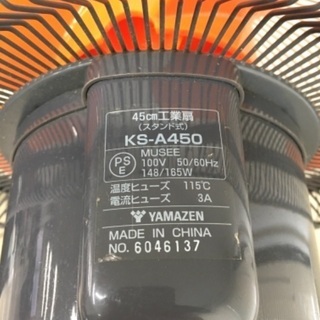 45cm工業扇
(スタンド式)
KS-A450
MUSEE
PS
E
100V 50/60Hz
148/165W
温度ヒューズ 115℃
電流ヒューズ 3A
YAMAZEN
MADE IN CHINA
NO. 6046137